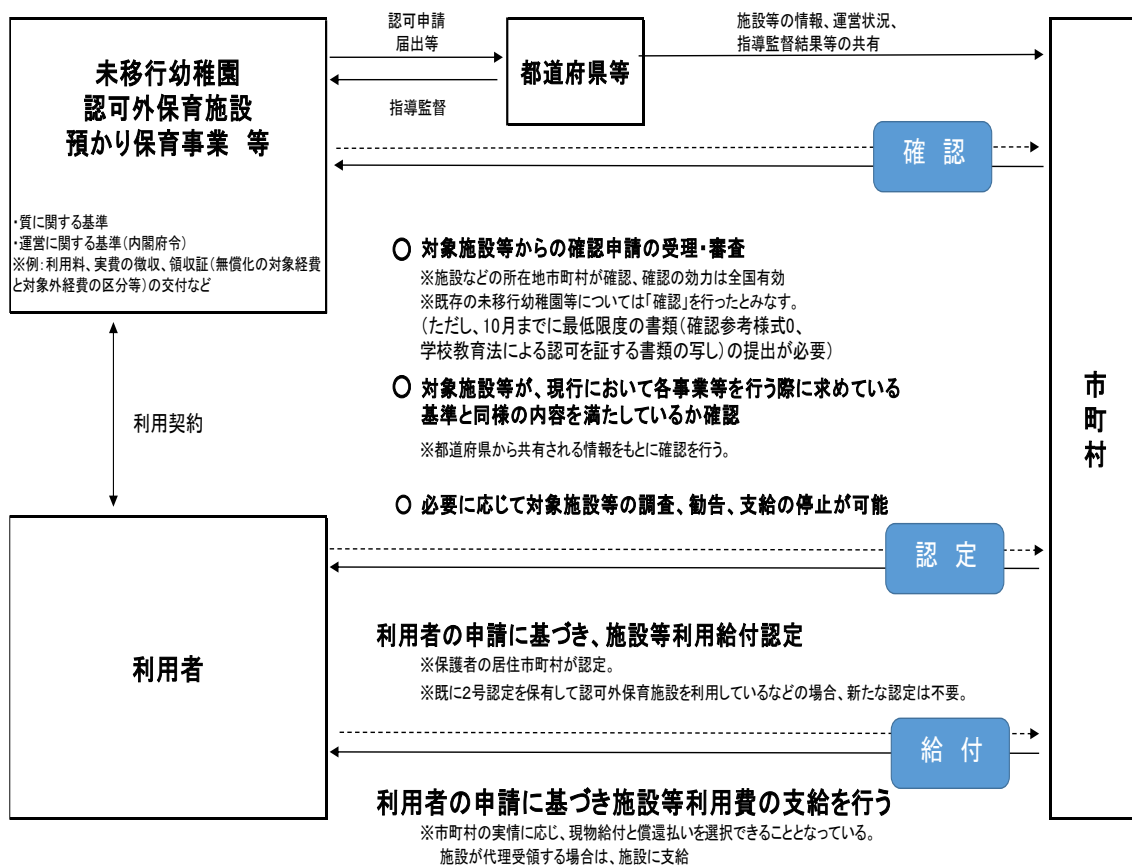 認可申請
届出等
施設等の情報、運営状況、
指導監督結果等の共有
未移行幼稚園
認可外保育施設
預かり保育事業　等
都道府県等
指導監督
確　認
・質に関する基準
・運営に関する基準（内閣府令）
※例：利用料、実費の徴収、領収証（無償化の対象経費
と対象外経費の区分等）の交付など
〇 対象施設等からの確認申請の受理・審査
※施設などの所在地市町村が確認、確認の効力は全国有効
※既存の未移行幼稚園等については「確認」を行ったとみなす。
（ただし、10月までに最低限度の書類（確認参考様式0、
学校教育法による認可を証する書類の写し）の提出が必要）
〇 対象施設等が、現行において各事業等を行う際に求めている
基準と同様の内容を満たしているか確認
※都道府県から共有される情報をもとに確認を行う。
利用契約
市町村
〇 必要に応じて対象施設等の調査、勧告、支給の停止が可能
認　定
利用者の申請に基づき、施設等利用給付認定
※保護者の居住市町村が認定。
※既に2号認定を保有して認可外保育施設を利用しているなどの場合、新たな認定は不要。
利用者
給　付
利用者の申請に基づき施設等利用費の支給を行う
※市町村の実情に応じ、現物給付と償還払いを選択できることとなっている。
施設が代理受領する場合は、施設に支給